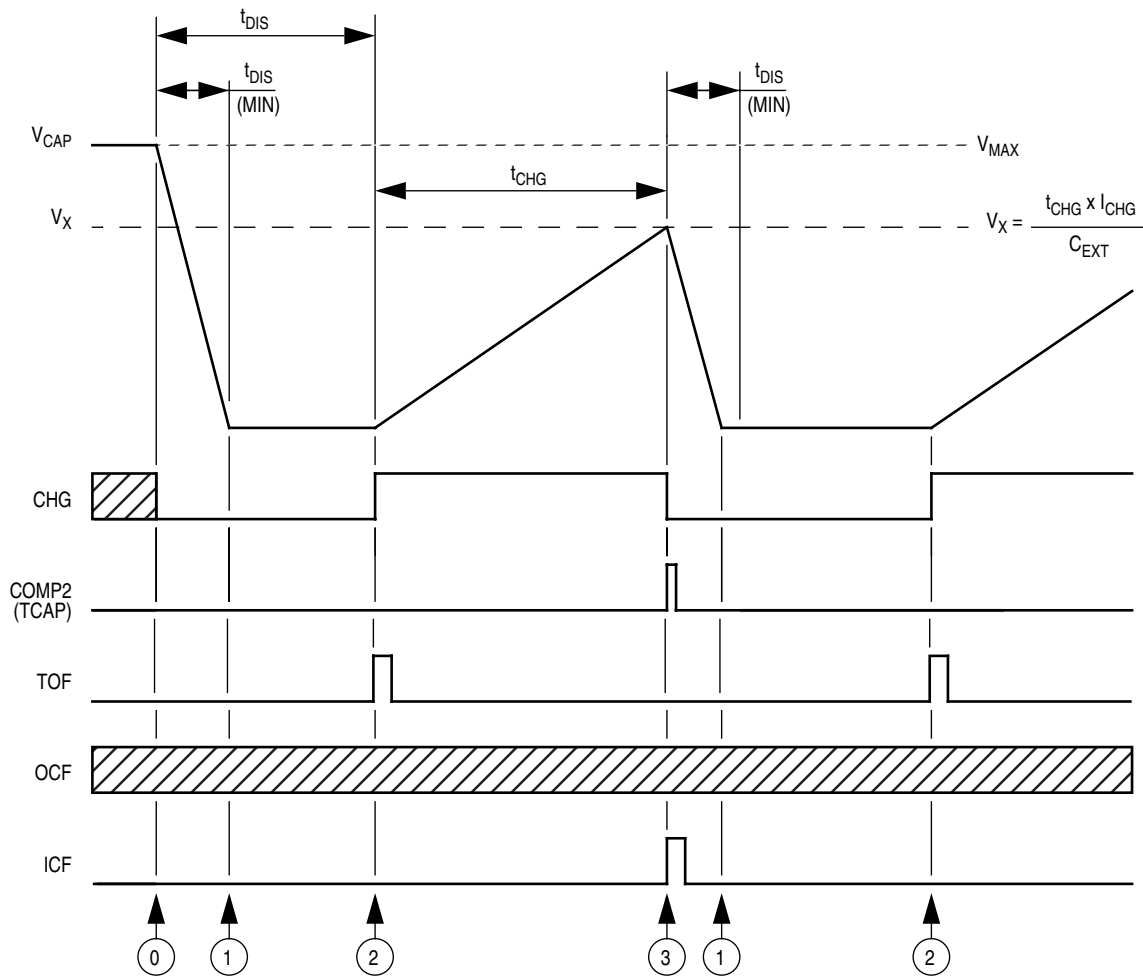 tDIS
tDIS
(MIN)
tDIS
(MIN)
VCAP
VMAX
tCHG
VX
VX = tCHG x ICHG
CEXT
CHG
COMP2
(TCAP)
TOF
OCF
ICF
0 1 2 3 1 2